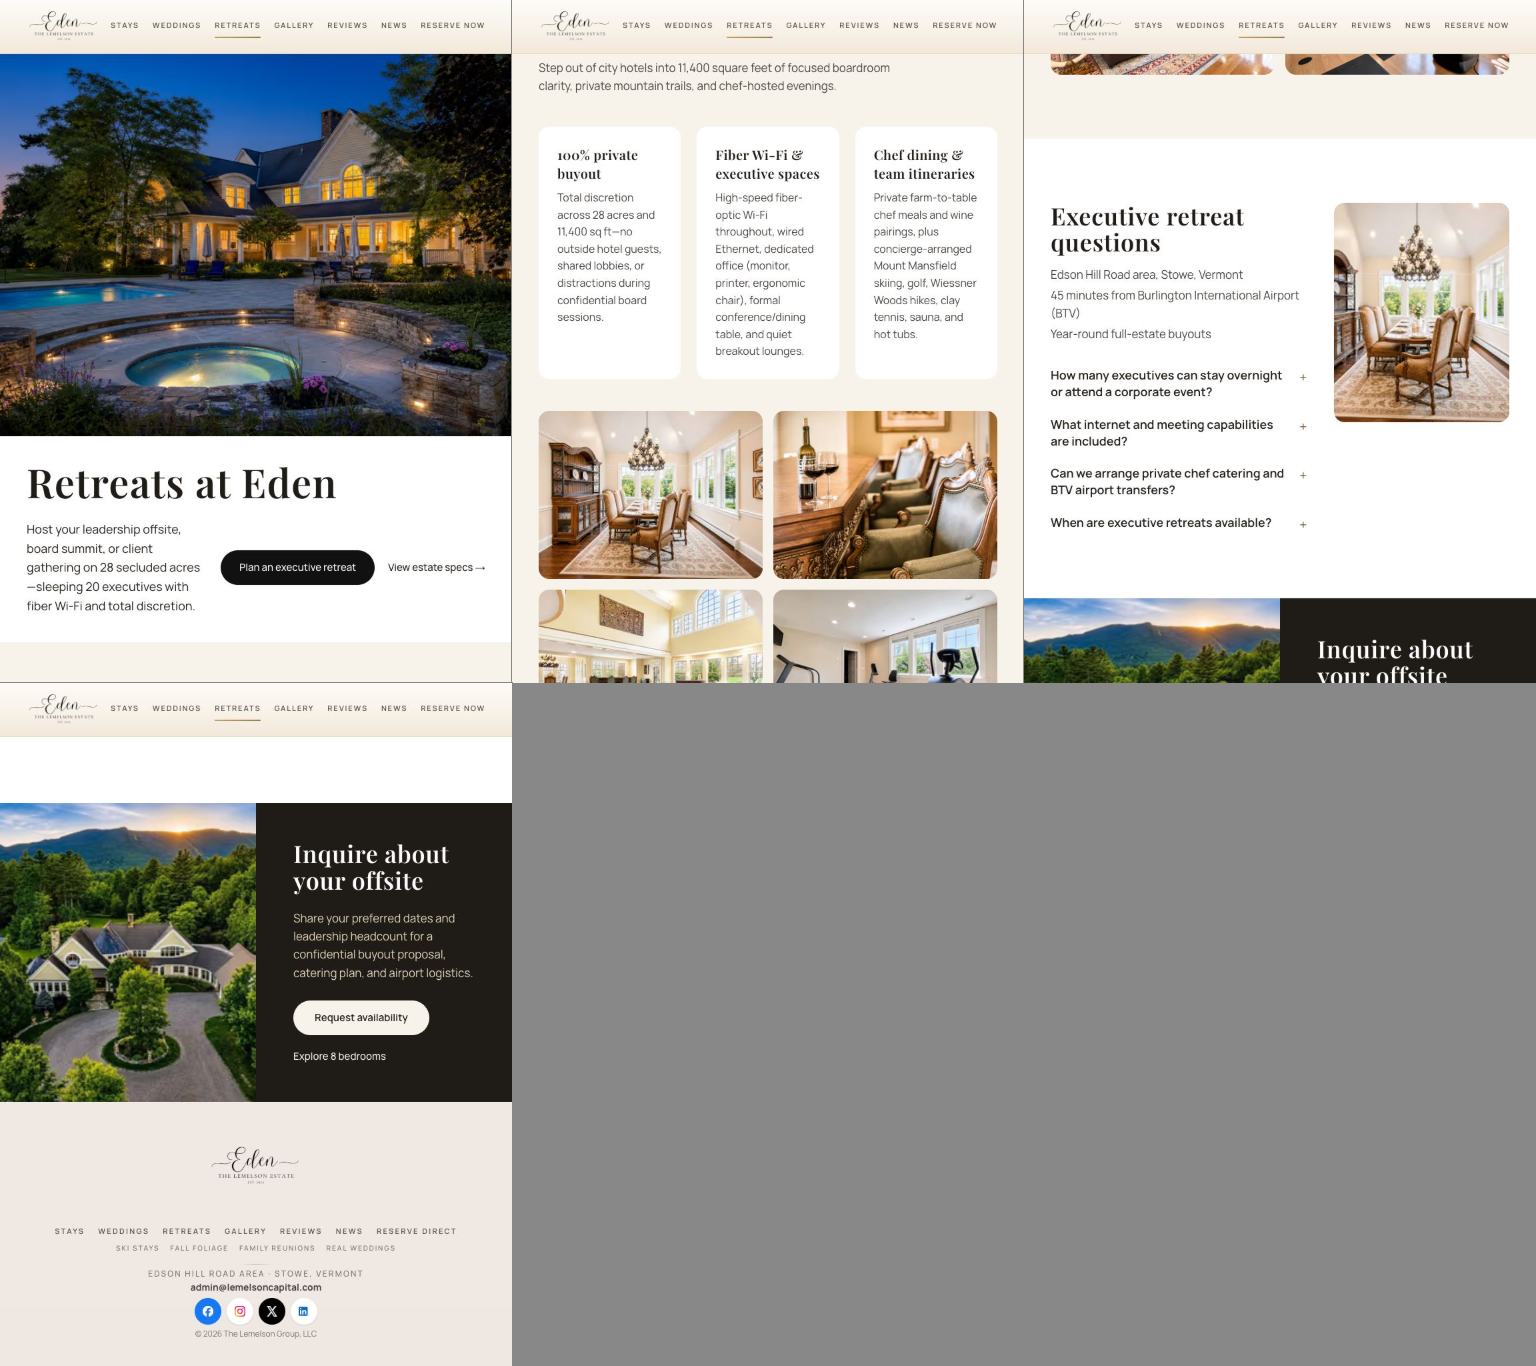 Eden
THE LEMELSON ESTATE
STAYS WEDDINGS RETREATS GALLERY REVIEWS NEWS RESERVE NOW
Retreats at Eden
Host your leadership offsite,
board summit, or client
gathering on 28 secluded acres
—sleeping 20 executives with
fiber Wi-Fi and total discretion.
Plan an executive retreat
View estate specs →
Eden
THE LEMELSON ESTATE
STAYS WEDDINGS RETREATS GALLERY REVIEWS NEWS RESERVE NOW
Step out of city hotels into 11,400 square feet of focused boardroom
clarity, private mountain trails, and chef-hosted evenings.
100% private
buyout
Total discretion
across 28 acres and
11,400 sq ft—no
outside hotel guests,
shared lobbies, or
distractions during
confidential board
sessions.
Fiber Wi-Fi &
executive spaces
High-speed fiber-
optic Wi-Fi
throughout, wired
Ethernet, dedicated
office (monitor,
printer, ergonomic
chair), formal
conference/dining
table, and quiet
breakout lounges.
Chef dining &
team itineraries
Private farm-to-table
chef meals and wine
pairings, plus
concierge-arranged
Mount Mansfield
skiing, golf, Wiessner
Woods hikes, clay
tennis, sauna, and
hot tubs.
Eden
THE LEMELSON ESTATE
STAYS WEDDINGS RETREATS GALLERY REVIEWS NEWS RESERVE NOW
Executive retreat
questions
Edson Hill Road area, Stowe, Vermont
45 minutes from Burlington International Airport
(BTV)
Year-round full-estate buyouts
How many executives can stay overnight
or attend a corporate event?
+
What internet and meeting capabilities
are included?
+
Can we arrange private chef catering and
BTV airport transfers?
+
When are executive retreats available?
+
Inquire about
your offsite
Eden
THE LEMELSON ESTATE
STAYS WEDDINGS RETREATS GALLERY REVIEWS NEWS RESERVE NOW
Inquire about
your offsite
Share your preferred dates and
leadership headcount for a
confidential buyout proposal,
catering plan, and airport logistics.
Request availability
Explore 8 bedrooms
Eden
THE LEMELSON ESTATE
STAYS WEDDINGS RETREATS GALLERY REVIEWS NEWS RESERVE DIRECT
SKI STAYS FALL FOLIAGE FAMILY REUNIONS REAL WEDDINGS
EDSON HILL ROAD AREA · STOWE, VERMONT
admin@lemelsoncapital.com
© 2026 The Lemelson Group, LLC